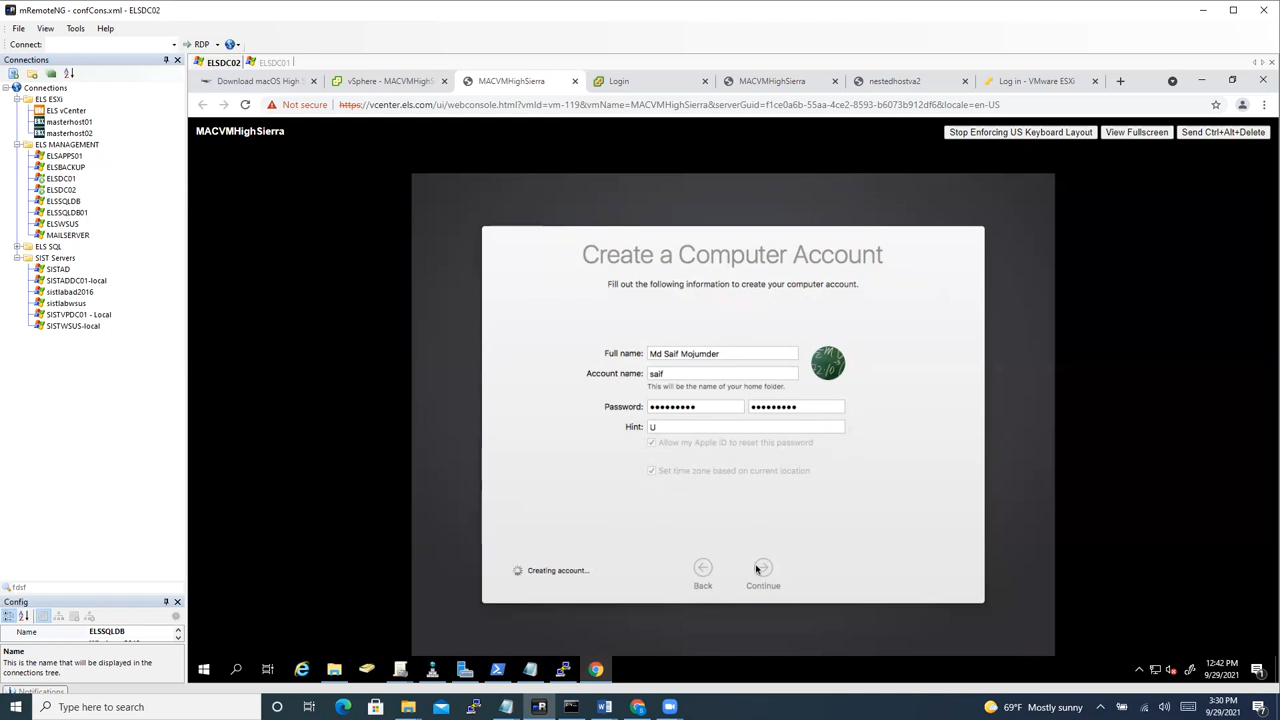 mRemoteNG - confCons.xml - ELSDC02
File View Tools Help
Connect: RDP
Connections
ELSDC02 ELSDC01
Connections
ELS ESXi
ELS vCenter
masterhost01
masterhost02
ELS MANAGEMENT
ELSAPPS01
ELSBACKUP
ELSDC01
ELSDC02
ELSSQLDB
ELSSQLDB01
ELSWSUS
MAILSERVER
ELS SQL
SIST Servers
SISTAD
SISTADDC01-local
sistlabad2016
sistlabwsus
SISTVPDC01 - Local
SISTWSUS-local
fdsf
Config
Name ELSSQLDB
Name
This is the name that will be displayed in the
connections tree.
Notifications
Download macOS High S vSphere - MACVMHighSi MACVMHighSierra Login MACVMHighSierra nestedhostva2 Log in - VMware ESXi
Not secure https://vcenter.els.com/ui/webconsole.html?vmId=vm-119&vmName=MACVMHighSierra&serverGuid=f1ce0a6b-55aa-4ce2-8593-b6073b912df6&locale=en-US
MACVMHighSierra
Stop Enforcing US Keyboard Layout View Fullscreen Send Ctrl+Alt+Delete
Create a Computer Account
Fill out the following information to create your computer account.
Full name: Md Saif Mojumder
Account name: saif
This will be the name of your home folder.
Password: ••••••••• •••••••••
Hint: U
Allow my Apple ID to reset this password
Set time zone based on current location
Creating account...
Back Continue
12:42 PM
9/29/2021
Type here to search
69°F Mostly sunny
3:30 PM
9/29/2021